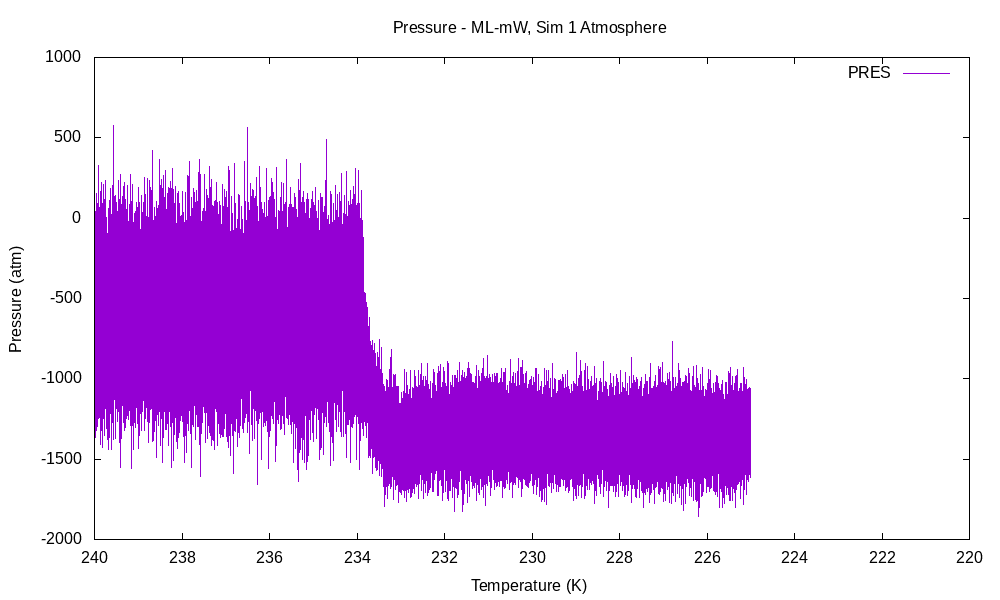 Pressure - ML-mW, Sim 1 Atmosphere
PRES
1000
500
0
-500
-1000
-1500
-2000
Pressure (atm)
240 238 236 234 232 230 228 226 224 222 220
Temperature (K)